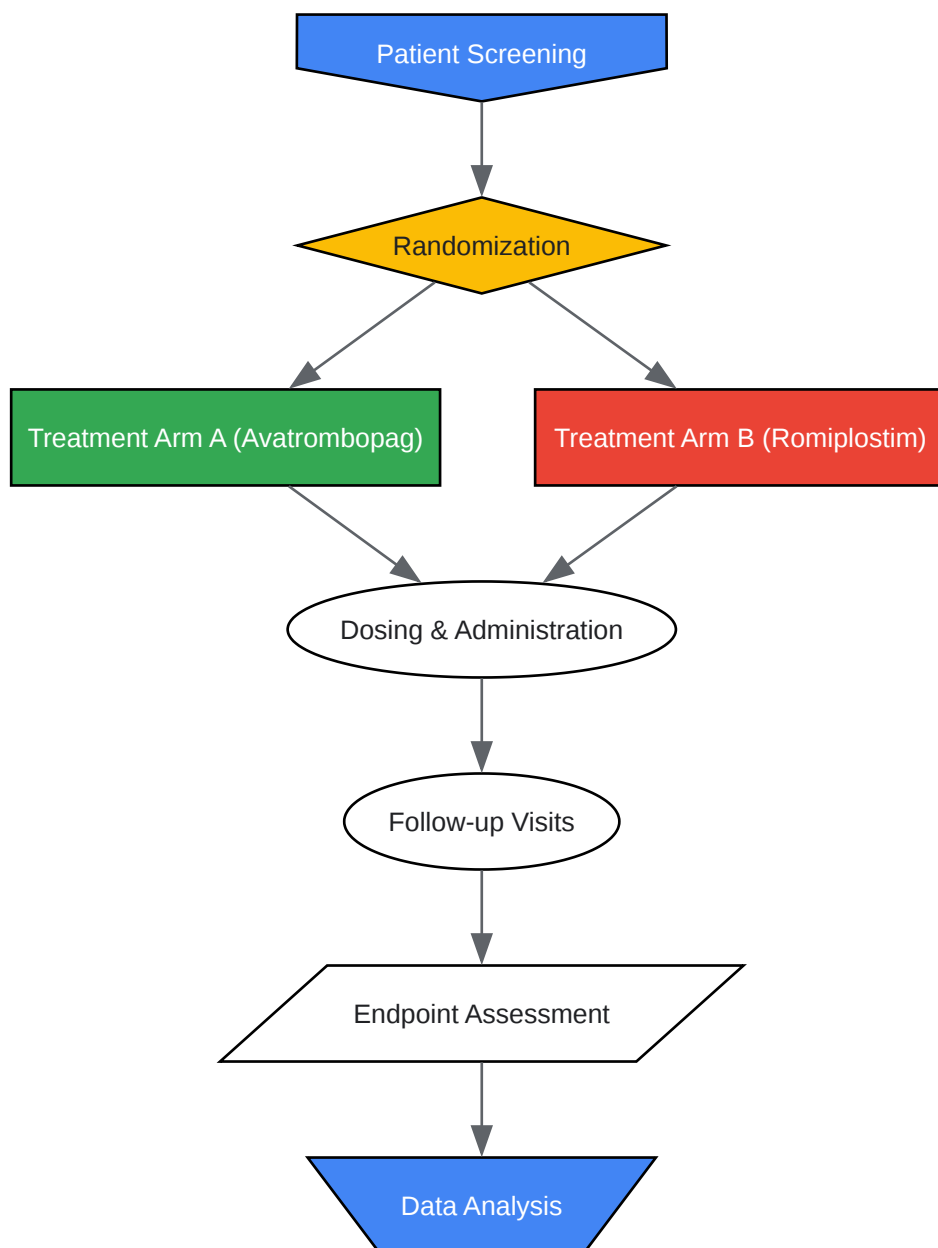 Patient Screening
Randomization
Treatment Arm A (Avatrombopag)
Treatment Arm B (Romiplostim)
Dosing & Administration
Follow-up Visits
Endpoint Assessment
Data Analysis